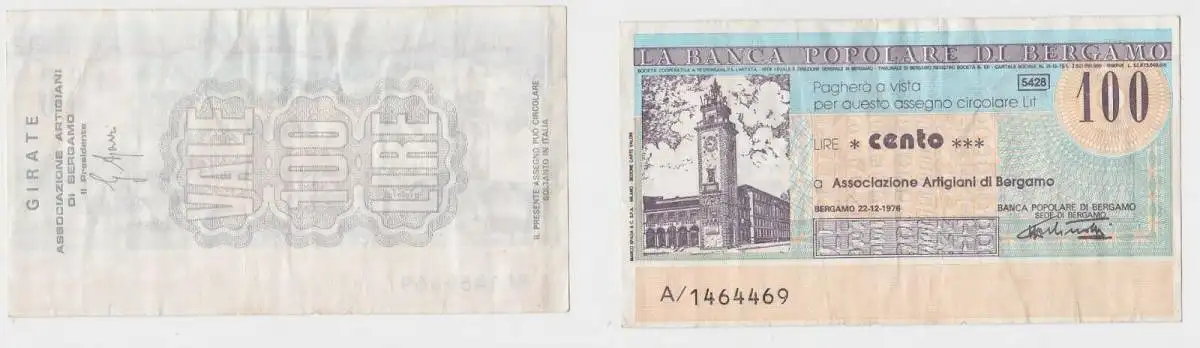 GIRATE
ASSOCIAZIONE ARTIGIANI
DI BERGAMO
Il Presidente
VALE
100
LIRE
IL PRESENTE ASSEGNO PUÒ CIRCOLARE
SOLTANTO IN ITALIA
LA BANCA POPOLARE DI BERGAMO
Pagherà a vista
5428
per questo assegno circolare Lit
100
LIRE * cento ***
a Associazione Artigiani di Bergamo
BERGAMO 22-12-1976
BANCA POPOLARE DI BERGAMO
SEDE DI BERGAMO
A/1464469